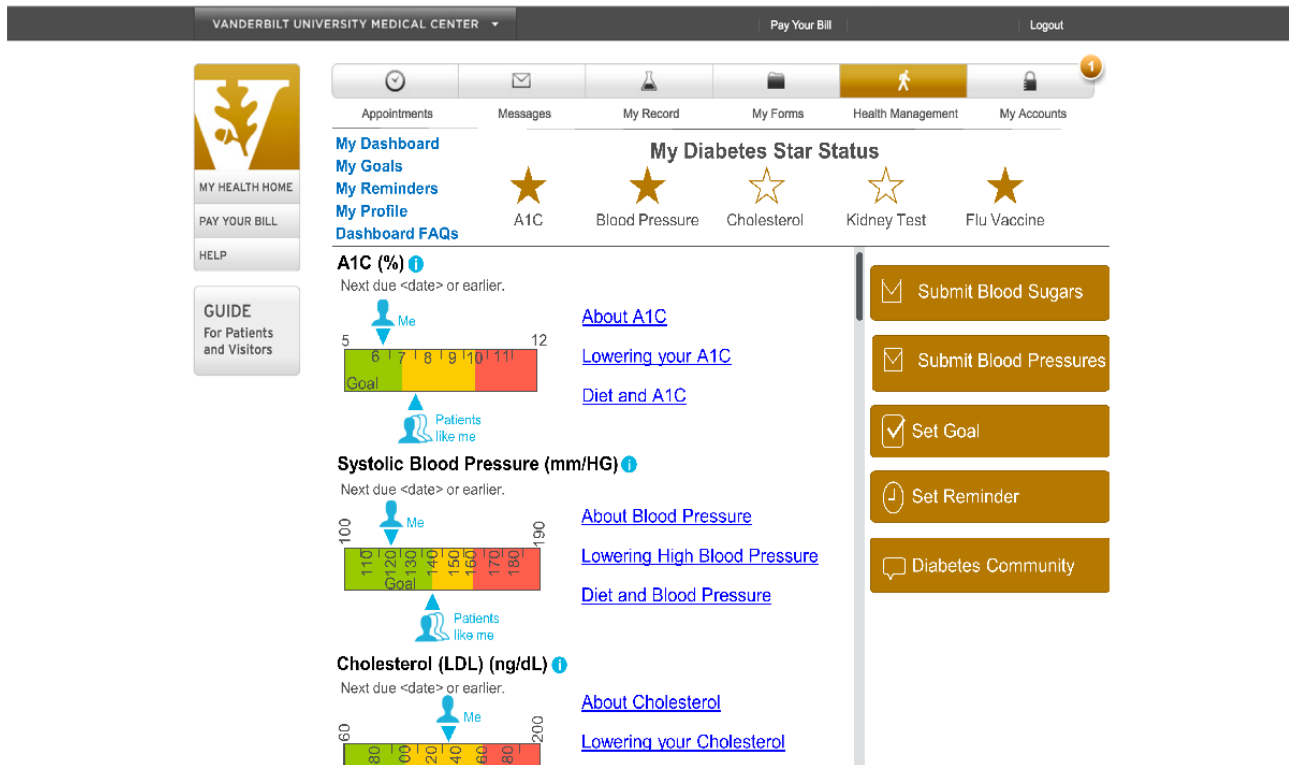 VANDERBILT UNIVERSITY MEDICAL CENTER
Pay Your Bill
Logout
1
Appointments
Messages
My Record
My Forms
Health Management
My Accounts
MY HEALTH HOME
PAY YOUR BILL
HELP
GUIDE
For Patients
and Visitors
My Dashboard
My Goals
My Reminders
My Profile
Dashboard FAQs
My Diabetes Star Status
A1C
Blood Pressure
Cholesterol
Kidney Test
Flu Vaccine
A1C (%) i
Next due <date> or earlier.
Me
5 12
6 7 8 9 10 11
Goal
Patients
like me
About A1C
Lowering your A1C
Diet and A1C
Systolic Blood Pressure (mm/HG) i
Next due <date> or earlier.
Me
100 190
110 120 130 140 150 160 170 180
Goal
Patients
like me
About Blood Pressure
Lowering High Blood Pressure
Diet and Blood Pressure
Cholesterol (LDL) (ng/dL) i
Next due <date> or earlier.
Me
60 200
80 00 20 40 60 80
About Cholesterol
Lowering your Cholesterol
Submit Blood Sugars
Submit Blood Pressures
Set Goal
Set Reminder
Diabetes Community